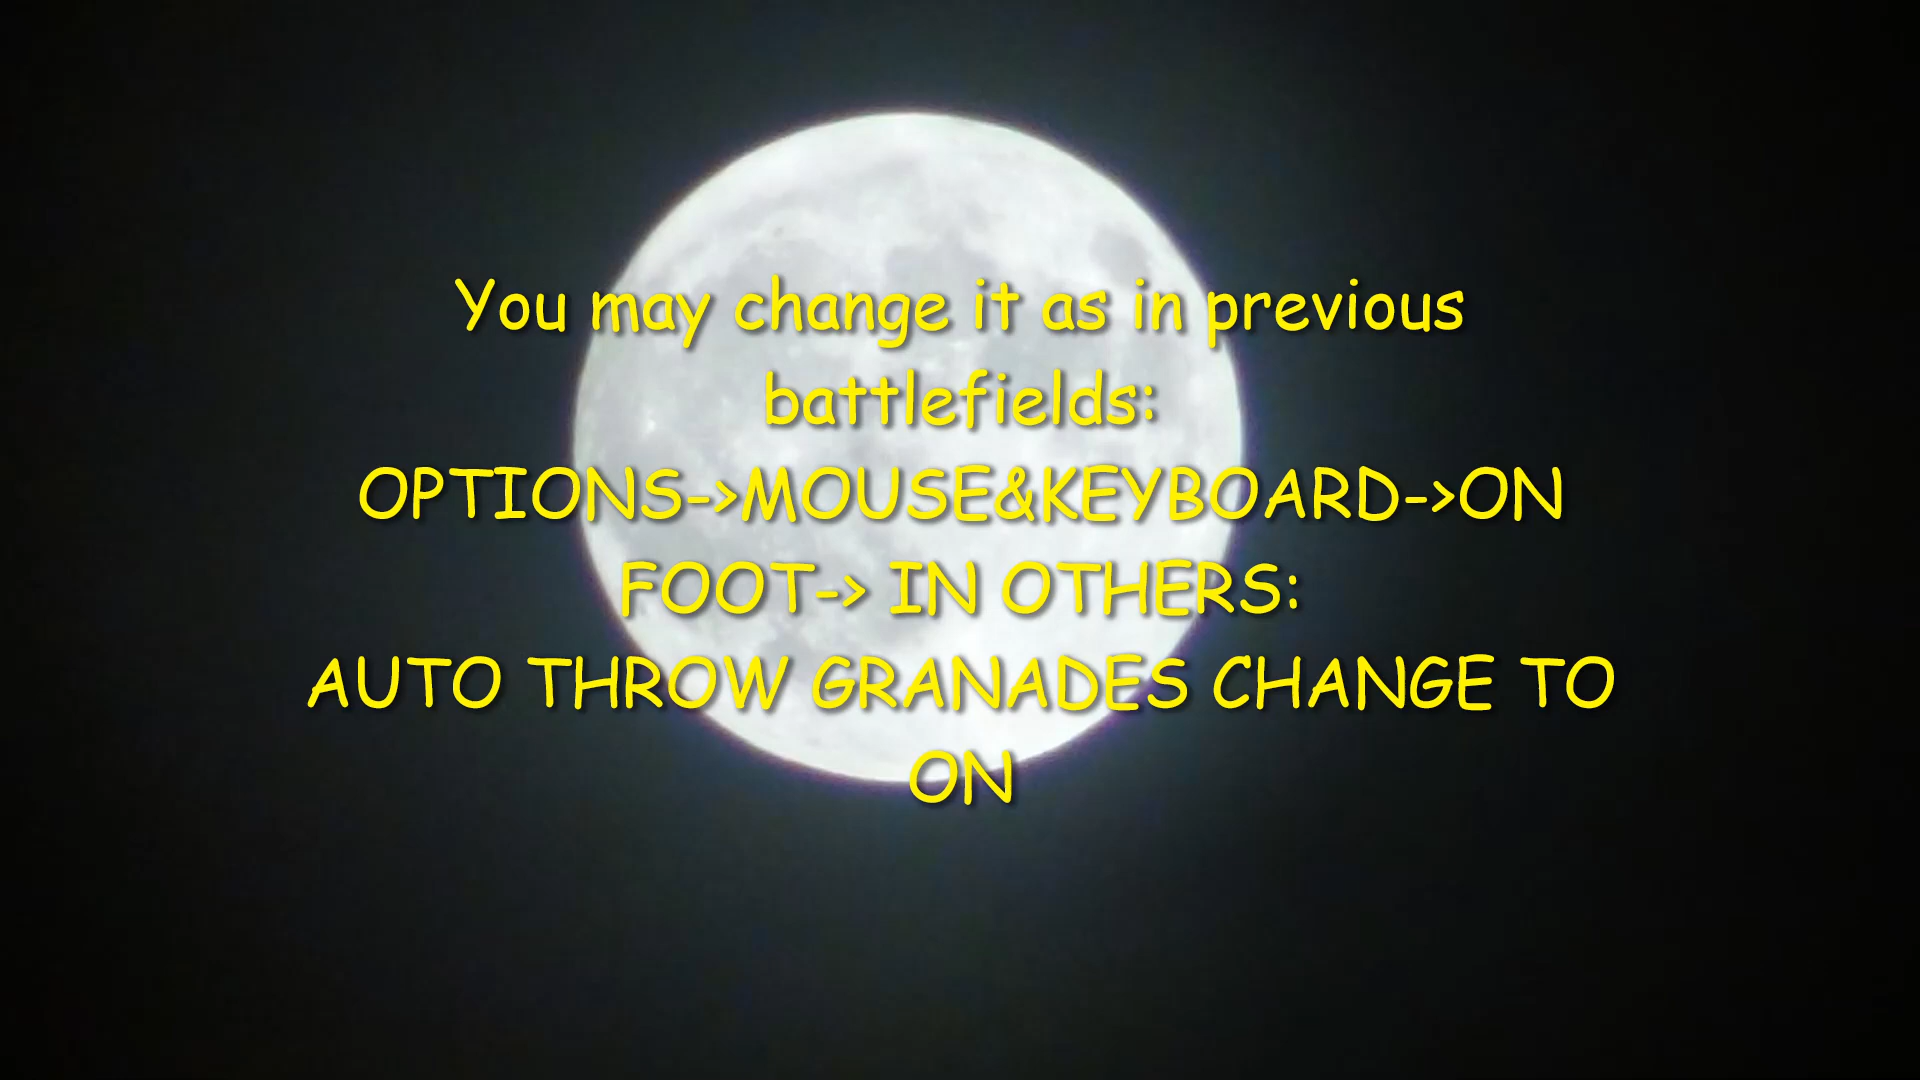 You may change it as in previous
battlefields:
OPTIONS->MOUSE&KEYBOARD->ON
FOOT-> IN OTHERS:
AUTO THROW GRANADES CHANGE TO
ON